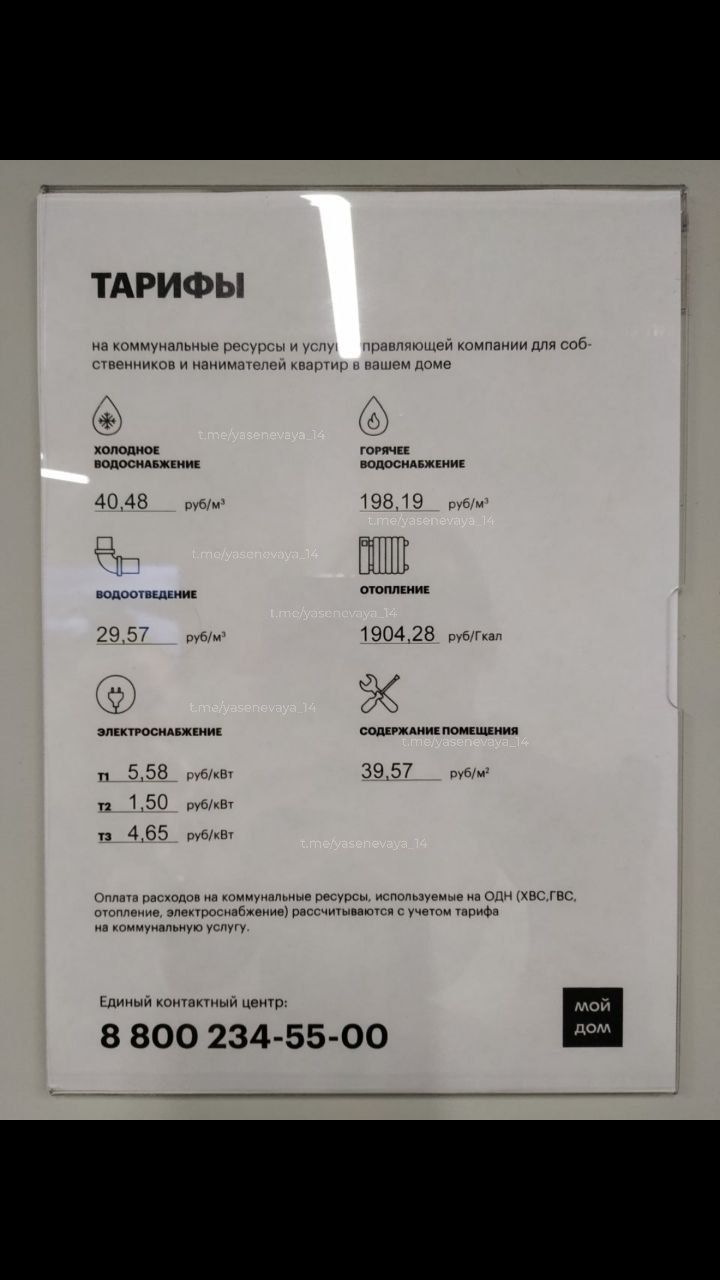 ТАРИФЫ
на коммунальные ресурсы и услу правляющей компании для соб-
ственников и нанимателей квартир в вашем доме
t.me/yasenevaya_14
ХОЛОДНОЕ
ВОДОСНАБЖЕНИЕ
40,48 руб/м³
ГОРЯЧЕЕ
ВОДОСНАБЖЕНИЕ
198,19 руб/м³
t.me/yasenevaya_14
t.me/yasenevaya_14
ВОДООТВЕДЕНИЕ
29,57 руб/м³
ОТОПЛЕНИЕ
t.me/yasenevaya_14
1904,28 руб/Гкал
t.me/yasenevaya_14
ЭЛЕКТРОСНАБЖЕНИЕ
Т1 5,58 руб/кВт
Т2 1,50 руб/кВт
Т3 4,65 руб/кВт
СОДЕРЖАНИЕ ПОМЕЩЕНИЯ
t.me/yasenevaya_14
39,57 руб/м²
t.me/yasenevaya_14
Оплата расходов на коммунальные ресурсы, используемые на ОДН (ХВС,ГВС,
отопление, электроснабжение) рассчитываются с учетом тарифа
на коммунальную услугу.
Единый контактный центр:
8 800 234-55-00
МОЙ
ДОМ